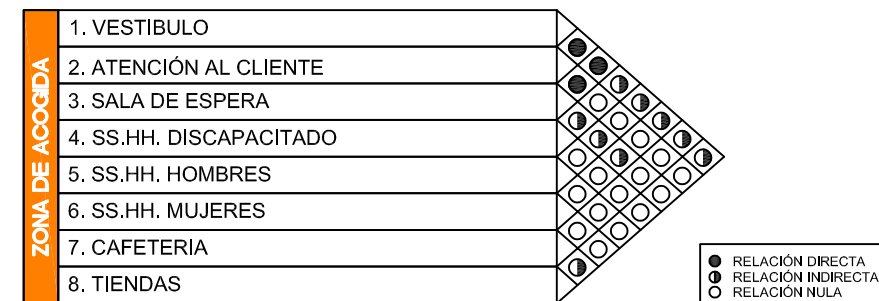 ZONA DE ACOGIDA
1. VESTIBULO
2. ATENCIÓN AL CLIENTE
3. SALA DE ESPERA
4. SS.HH. DISCAPACITADO
5. SS.HH. HOMBRES
6. SS.HH. MUJERES
7. CAFETERÍA
8. TIENDAS
RELACIÓN DIRECTA
RELACIÓN INDIRECTA
RELACIÓN NULA